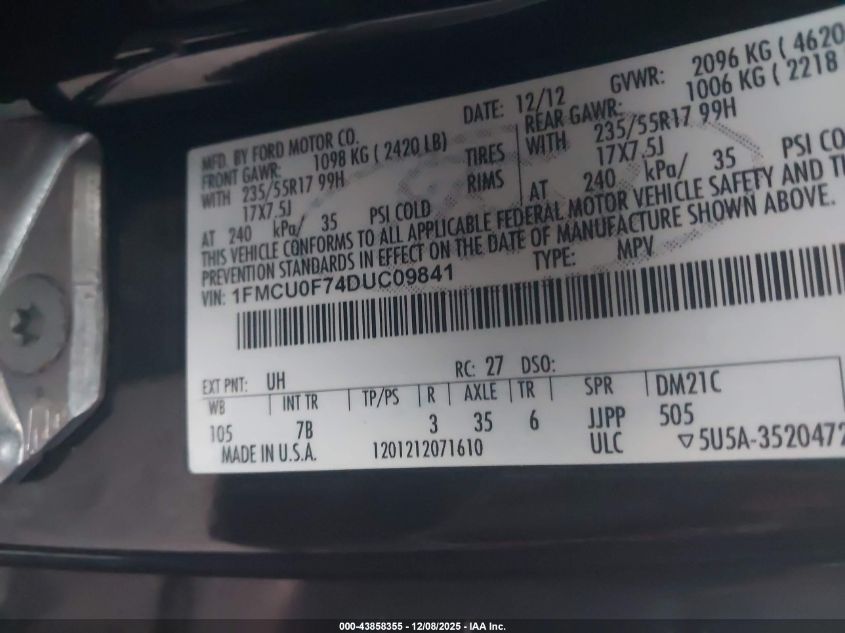 MFD. BY FORD MOTOR CO. DATE: 12/12 GVWR: 2096 KG ( 4620
FRONT GAWR: 1098 KG ( 2420 LB) REAR GAWR: 1006 KG ( 2218
WITH 235/55R17 99H TIRES WITH 235/55R17 99H
17X7.5J RIMS 17X7.5J
AT 240 kPa/ 35 PSI COLD AT 240 kPa/ 35 PSI COL
THIS VEHICLE CONFORMS TO ALL APPLICABLE FEDERAL MOTOR VEHICLE SAFETY AND
PREVENTION STANDARDS IN EFFECT ON THE DATE OF MANUFACTURE SHOWN ABOVE.
VIN: 1FMCU0F74DUC09841 TYPE: MPV
EXT PNT: UH RC: 27 DSO:
WB INT TR TP/PS R AXLE TR SPR DM21C
105 7B 3 35 6 JJPP 505
MADE IN U.S.A. 1201212071610 ULC ▽5U5A-3520472
000-43858355 - 12/08/2025 - IAA Inc.